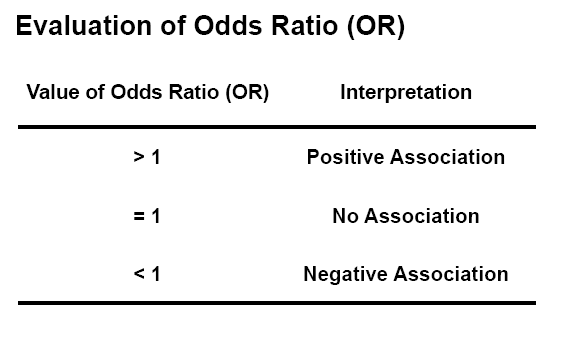 Evaluation of Odds Ratio (OR)
Value of Odds Ratio (OR) Interpretation
> 1 Positive Association
= 1 No Association
< 1 Negative Association